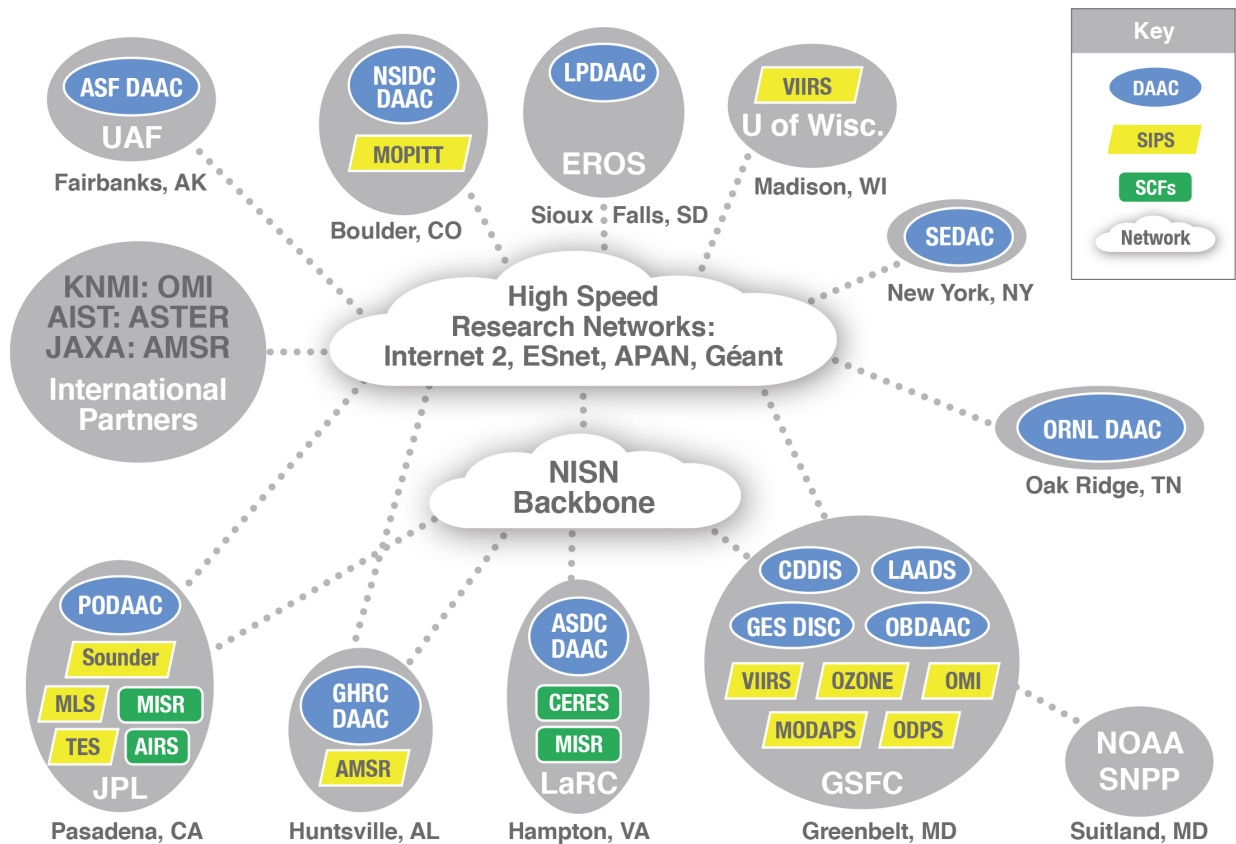 Key
DAAC
SIPS
SCFs
Network
ASF DAAC
UAF
Fairbanks, AK
NSIDC
DAAC
MOPITT
Boulder, CO
LPDAAC
EROS
Sioux Falls, SD
VIIRS
U of Wisc.
Madison, WI
SEDAC
New York, NY
KNMI: OMI
AIST: ASTER
JAXA: AMSR
International
Partners
High Speed
Research Networks:
Internet 2, ESnet, APAN, Géant
ORNL DAAC
Oak Ridge, TN
NISN
Backbone
PODAAC
Sounder
MLS
MISR
TES
AIRS
JPL
Pasadena, CA
GHRC
DAAC
AMSR
Huntsville, AL
ASDC
DAAC
CERES
MISR
LaRC
Hampton, VA
CDDIS
LAADS
GES DISC
OBDAAC
VIIRS
OZONE
OMI
MODAPS
ODPS
GSFC
Greenbelt, MD
NOAA
SNPP
Suitland, MD